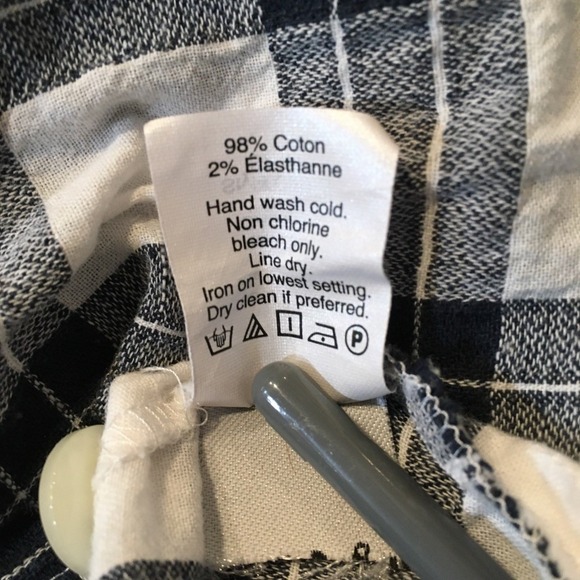 98% Coton
2% Élasthanne
Hand wash cold.
Non chlorine
bleach only.
Line dry.
Iron on lowest setting.
Dry clean if preferred.
P